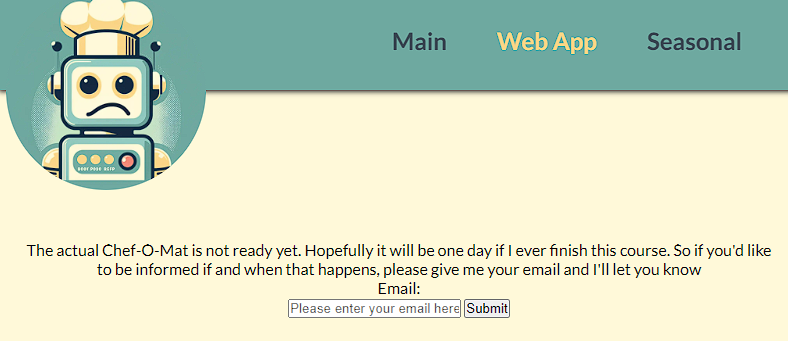 Main Web App Seasonal
The actual Chef-O-Mat is not ready yet. Hopefully it will be one day if I ever finish this course. So if you'd like
to be informed if and when that happens, please give me your email and I'll let you know
Email:
Please enter your email here Submit